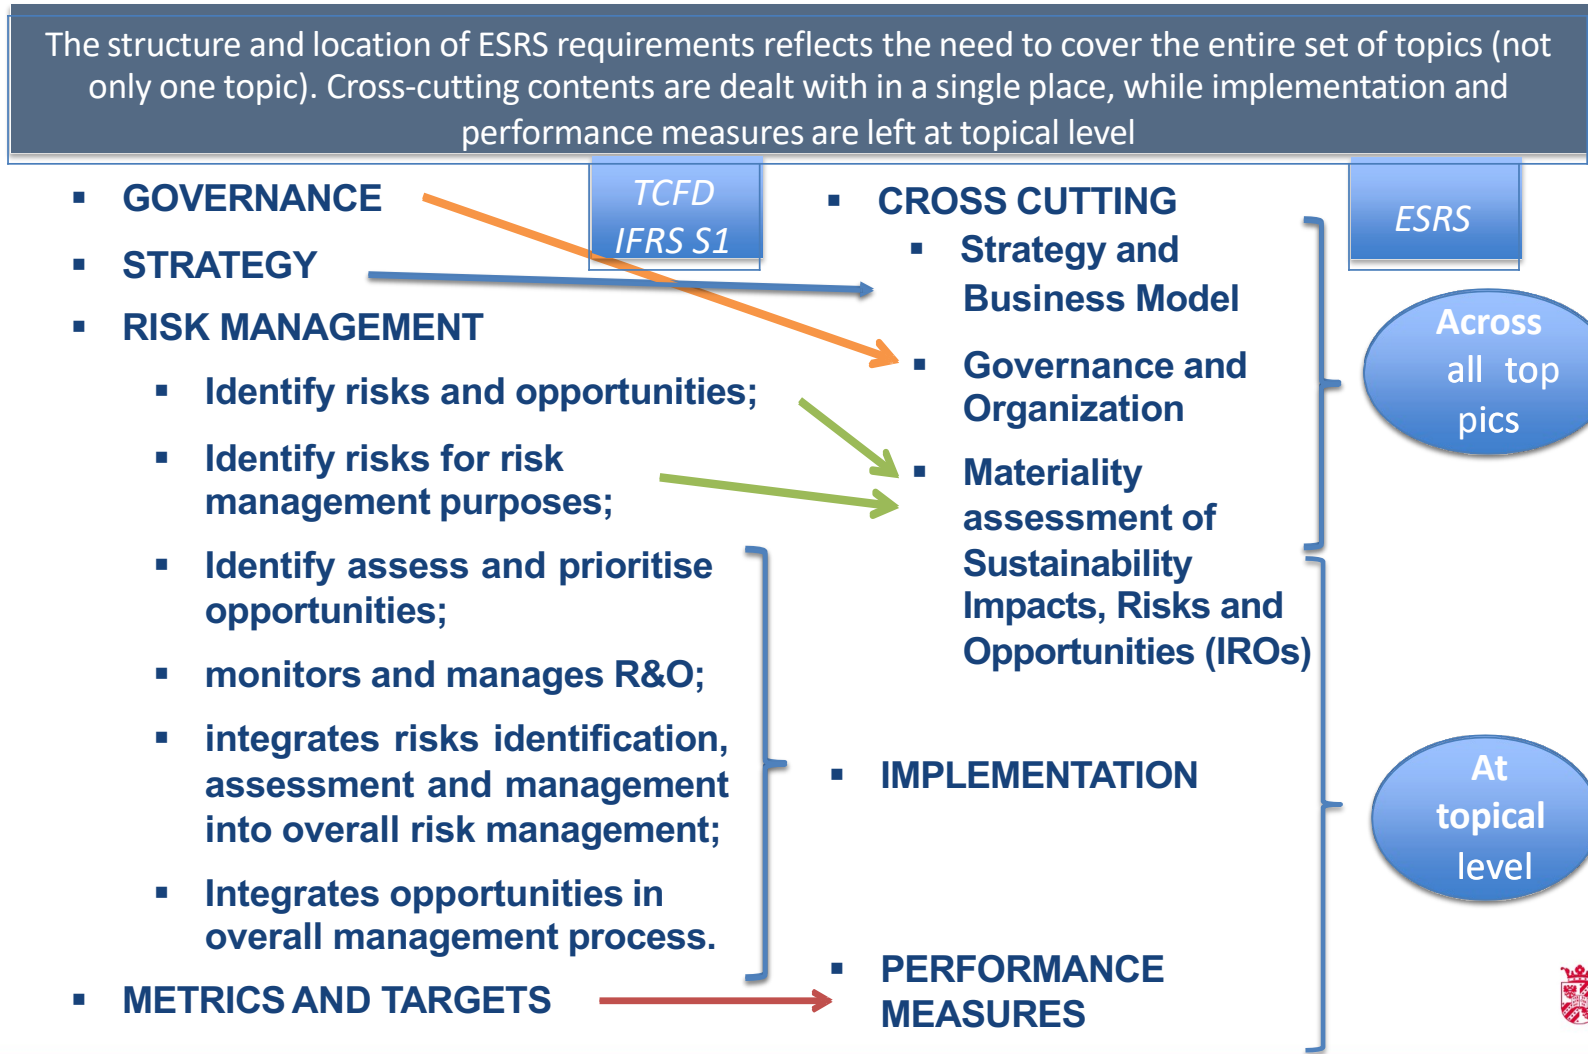 The structure and location of ESRS requirements reflects the need to cover the entire set of topics (not
only one topic). Cross-cutting contents are dealt with in a single place, while implementation and
performance measures are left at topical level
TCFD
IFRS S1
▪ GOVERNANCE
▪ STRATEGY
▪ RISK MANAGEMENT
▪ Identify risks and opportunities;
▪ Identify risks for risk
management purposes;
▪ Identify assess and prioritise
opportunities;
▪ monitors and manages R&O;
▪ integrates risks identification,
assessment and management
into overall risk management;
▪ Integrates opportunities in
overall management process.
▪ METRICS AND TARGETS
ESRS
▪ CROSS CUTTING
▪ Strategy and
Business Model
▪ Governance and
Organization
▪ Materiality
assessment of
Sustainability
Impacts, Risks and
Opportunities (IROs)
▪ IMPLEMENTATION
▪ PERFORMANCE
MEASURES
Across
all top
pics
At
topical
level